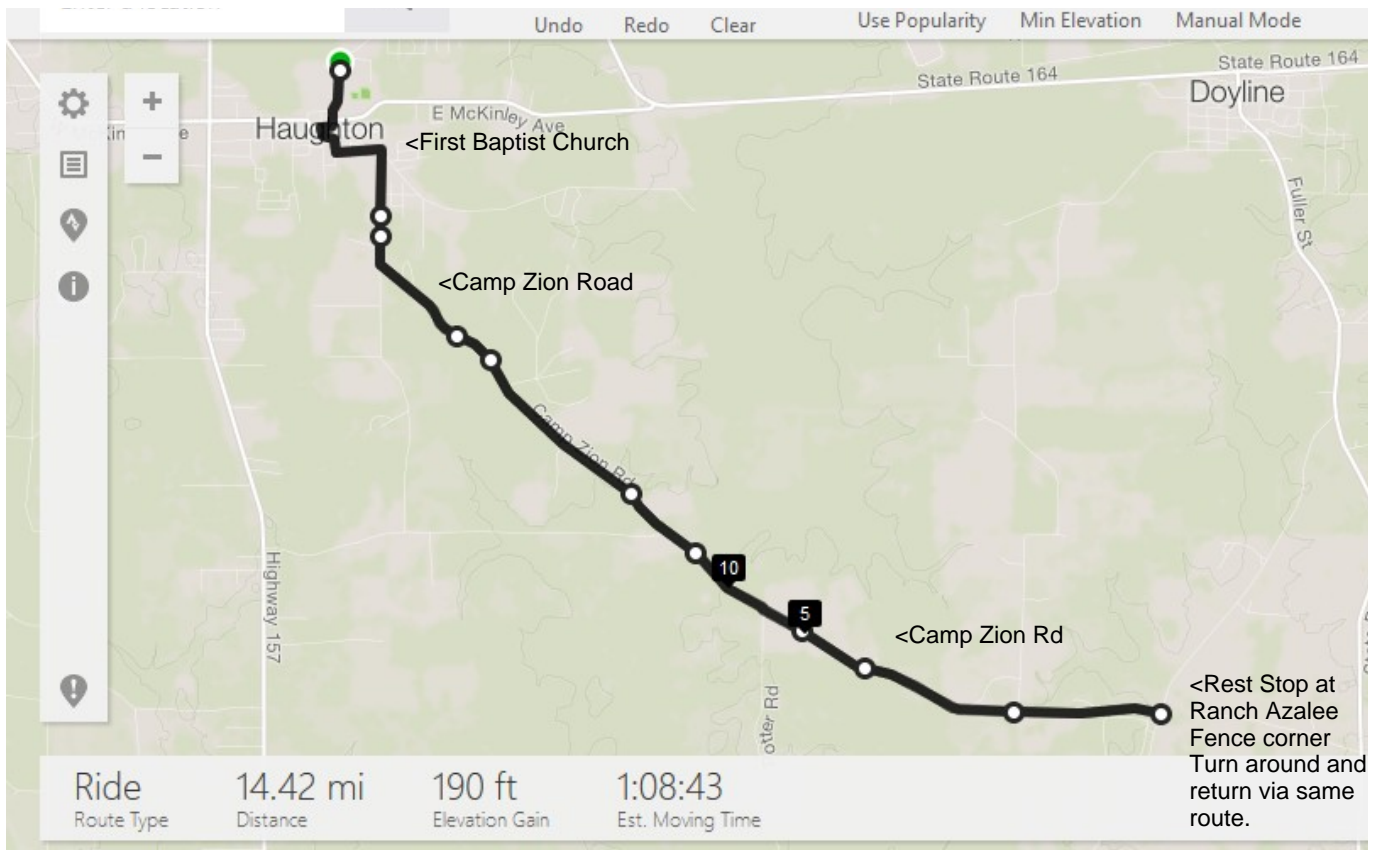 Undo
Redo
Clear
Use Popularity
Min Elevation
Manual Mode
State Route 164
State Route 164
Doyline
E McKinley Ave
Haughton
<First Baptist Church
Fuller St
<Camp Zion Road
Camp Zion Rd
Highway 157
10
5
<Camp Zion Rd
otter Rd
<Rest Stop at
Ranch Azalee
Fence corner
Turn around and
return via same
route.
Ride
14.42 mi
190 ft
1:08:43
Route Type
Distance
Elevation Gain
Est. Moving Time